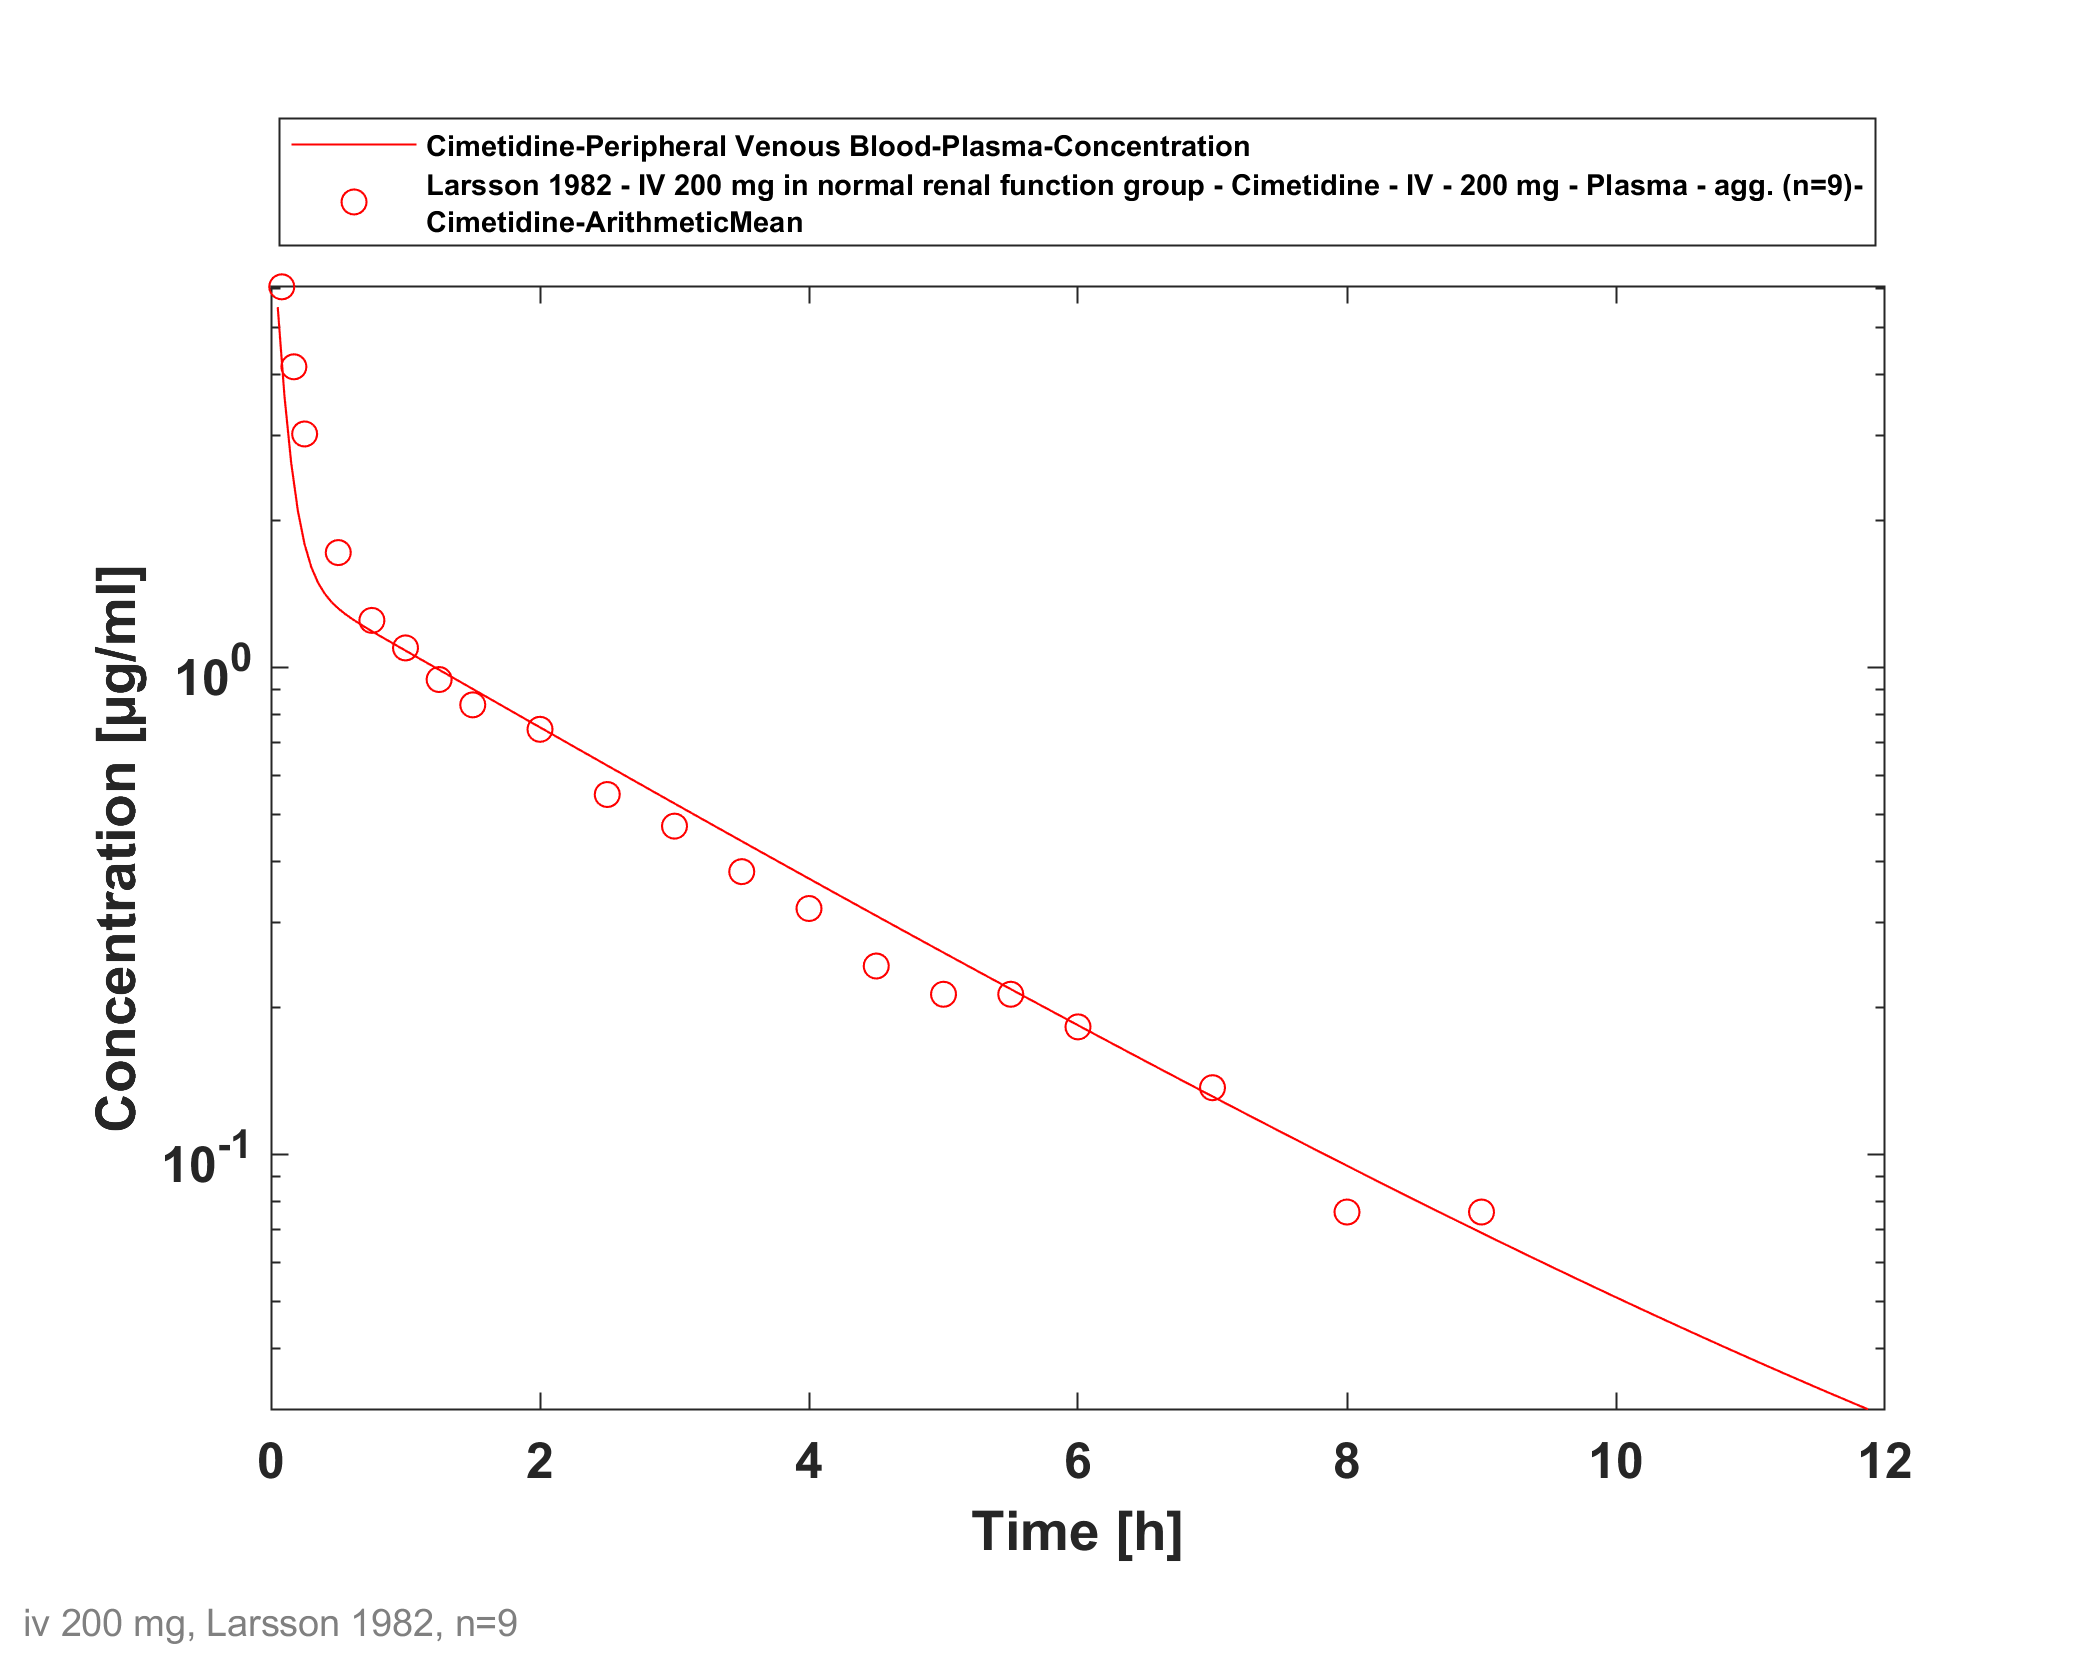 Cimetidine-Peripheral Venous Blood-Plasma-Concentration
Larsson 1982 - IV 200 mg in normal renal function group - Cimetidine - IV - 200 mg - Plasma - agg. (n=9)-
Cimetidine-ArithmeticMean
Concentration [µg/ml]
10^0
10^-1
0 2 4 6 8 10 12
Time [h]
iv 200 mg, Larsson 1982, n=9